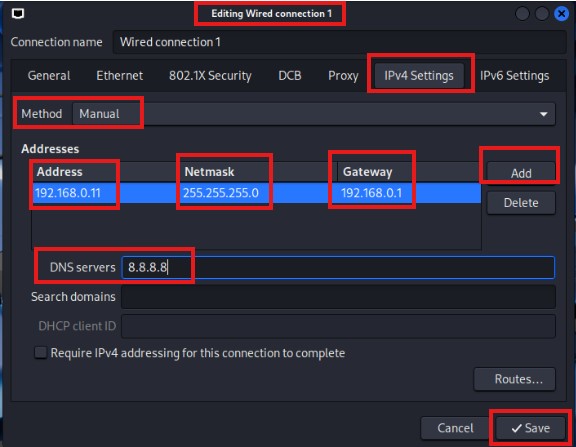 Editing Wired connection 1
Connection name Wired connection 1
General Ethernet 802.1X Security DCB Proxy IPv4 Settings IPv6 Settings
Method Manual
Addresses
Address Netmask Gateway Add
192.168.0.11 255.255.255.0 192.168.0.1
Delete
DNS servers 8.8.8.8
Search domains
DHCP client ID
Require IPv4 addressing for this connection to complete
Routes...
Cancel Save